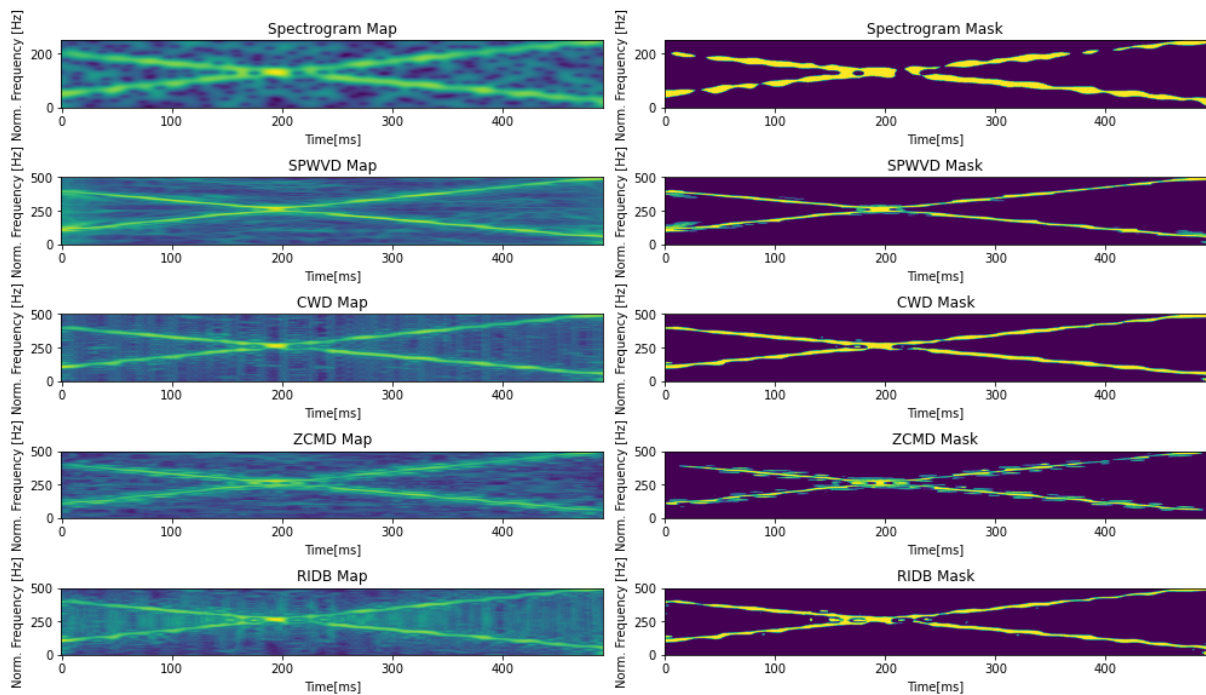 Spectrogram Map
Norm. Frequency [Hz]
200
0
0 100 200 300 400
Time[ms]
Spectrogram Mask
Norm. Frequency [Hz]
200
0
0 100 200 300 400
Time[ms]
SPWVD Map
Norm. Frequency [Hz]
500
250
0
0 100 200 300 400
Time[ms]
SPWVD Mask
Norm. Frequency [Hz]
500
250
0
0 100 200 300 400
Time[ms]
CWD Map
Norm. Frequency [Hz]
500
250
0
0 100 200 300 400
Time[ms]
CWD Mask
Norm. Frequency [Hz]
500
250
0
0 100 200 300 400
Time[ms]
ZCMD Map
Norm. Frequency [Hz]
500
250
0
0 100 200 300 400
Time[ms]
ZCMD Mask
Norm. Frequency [Hz]
500
250
0
0 100 200 300 400
Time[ms]
RIDB Map
Norm. Frequency [Hz]
500
250
0
0 100 200 300 400
Time[ms]
RIDB Mask
Norm. Frequency [Hz]
500
250
0
0 100 200 300 400
Time[ms]